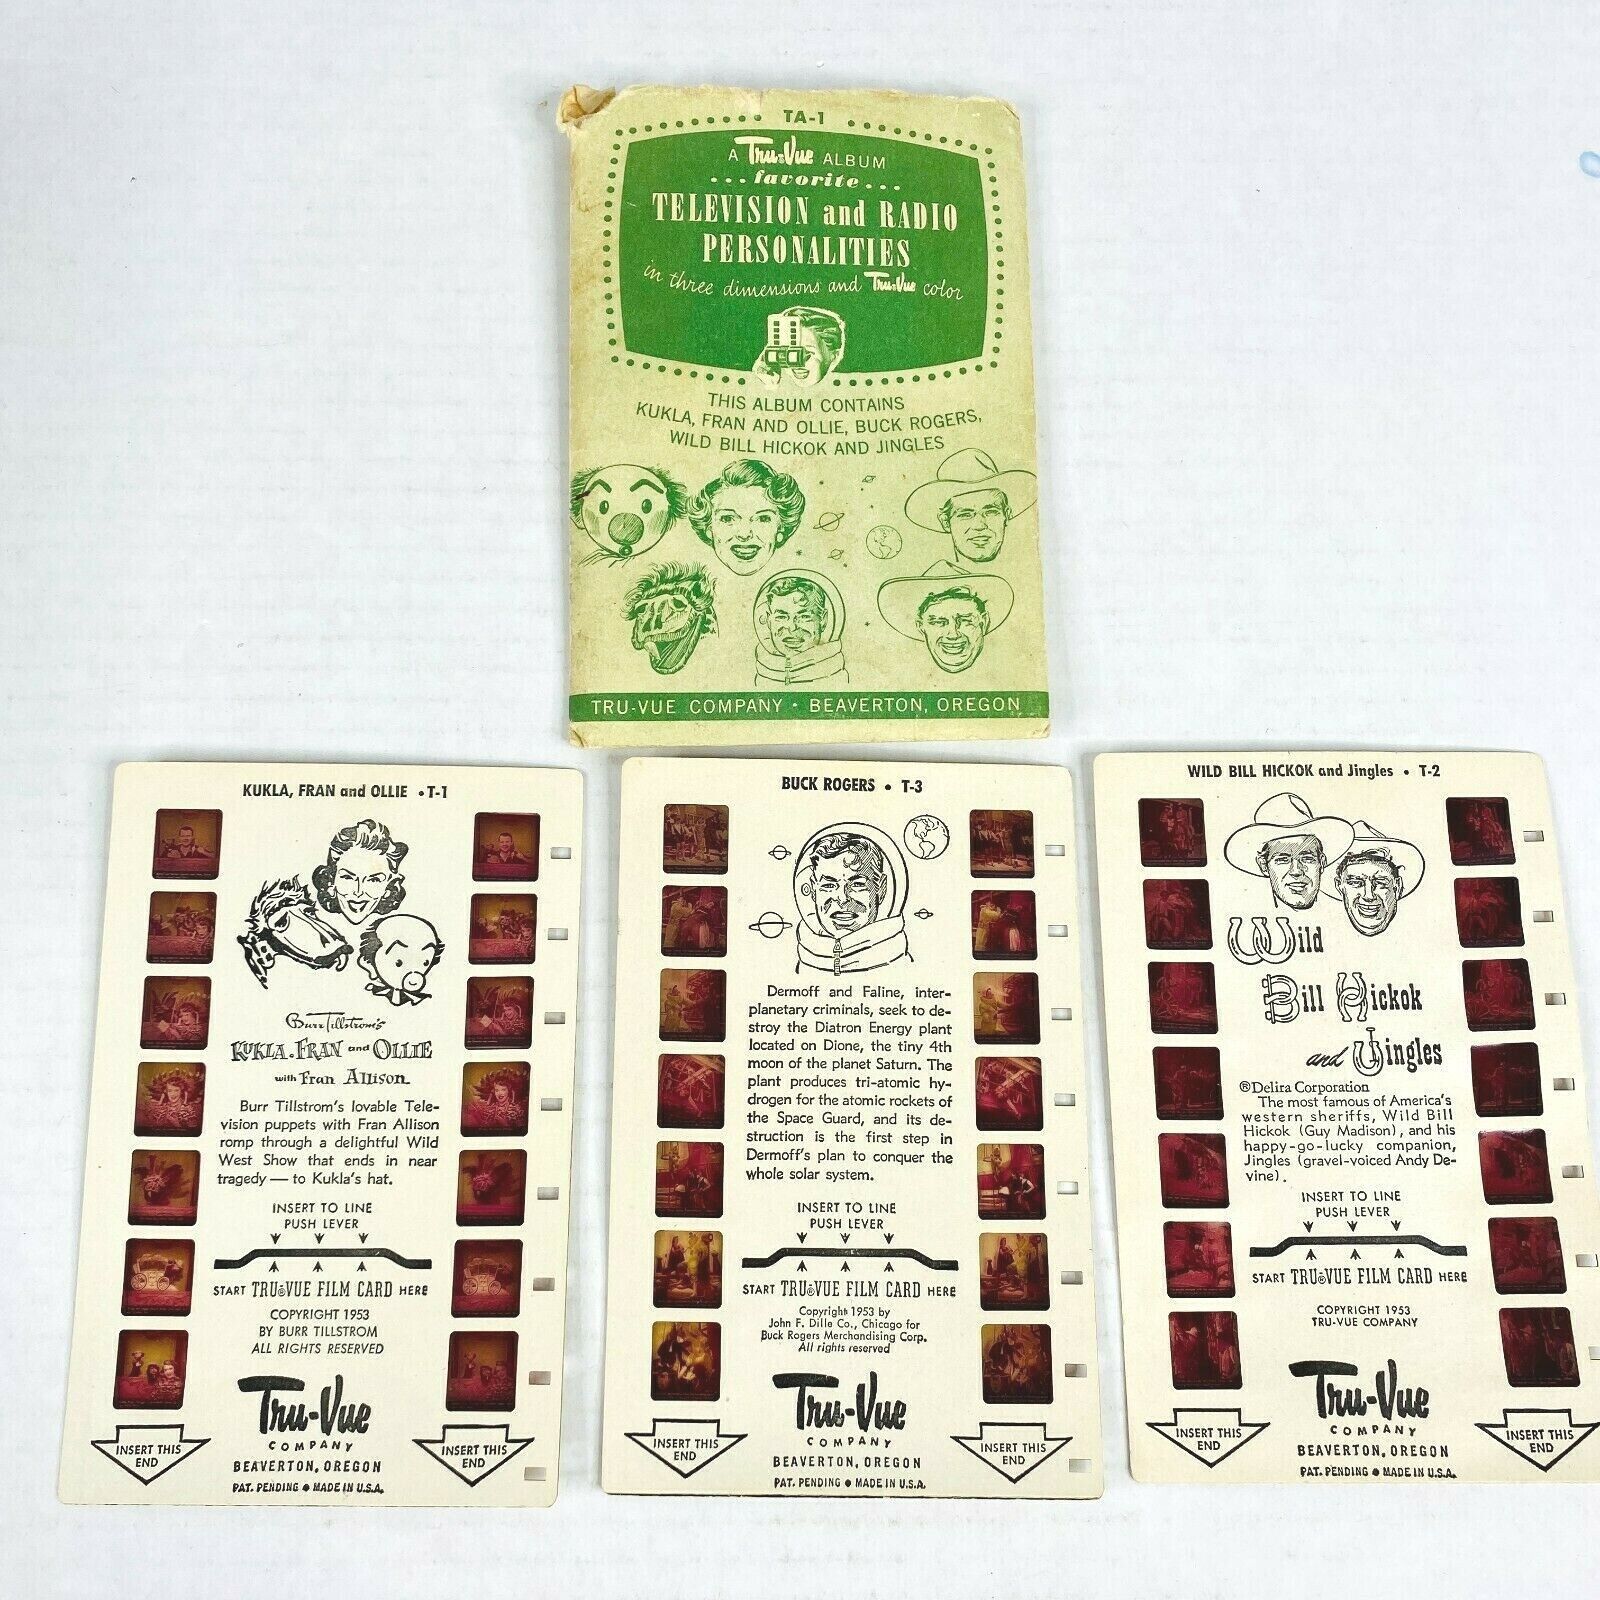 TA-1
A Tru-Vue ALBUM
...favorite...
TELEVISION and RADIO
PERSONALITIES
in three dimensions and Tru-Vue color
THIS ALBUM CONTAINS
KUKLA, FRAN AND OLLIE, BUCK ROGERS,
WILD BILL HICKOK AND JINGLES
TRU-VUE COMPANY • BEAVERTON, OREGON
KUKLA, FRAN and OLLIE • T-1
Burr Tillstrom's
KUKLA, FRAN and OLLIE
with Fran Allison
Burr Tillstrom's lovable Tele-
vision puppets with Fran Allison
romp through a delightful Wild
West Show that ends in near
tragedy — to Kukla's hat.
INSERT TO LINE
PUSH LEVER
START TRU-VUE FILM CARD HERE
COPYRIGHT 1953
BY BURR TILLSTROM
ALL RIGHTS RESERVED
Tru-Vue
COMPANY
BEAVERTON, OREGON
PAT. PENDING • MADE IN U.S.A.
INSERT THIS
END
INSERT THIS
END
BUCK ROGERS • T-3
Dermoff and Faline, inter-
planetary criminals, seek to de-
stroy the Diatron Energy plant
located on Dione, the tiny 4th
moon of the planet Saturn. The
plant produces tri-atomic hy-
drogen for the atomic rockets of
the Space Guard, and its de-
struction is the first step in
Dermoff's plan to conquer the
whole solar system.
INSERT TO LINE
PUSH LEVER
START TRU-VUE FILM CARD HERE
Copyright 1953 by
John F. Dille Co., Chicago for
Buck Rogers Merchandising Corp.
All rights reserved
Tru-Vue
COMPANY
BEAVERTON, OREGON
PAT. PENDING • MADE IN U.S.A.
INSERT THIS
END
INSERT THIS
END
WILD BILL HICKOK and Jingles • T-2
Wild
Bill Hickok
and Jingles
®Delira Corporation
The most famous of America's
western sheriffs, Wild Bill
Hickok (Guy Madison), and his
happy-go-lucky companion,
Jingles (gravel-voiced Andy De-
vine).
INSERT TO LINE
PUSH LEVER
START TRU-VUE FILM CARD HERE
COPYRIGHT 1953
TRU-VUE COMPANY
Tru-Vue
COMPANY
BEAVERTON, OREGON
PAT. PENDING • MADE IN U.S.A.
INSERT THIS
END
INSERT THIS
END